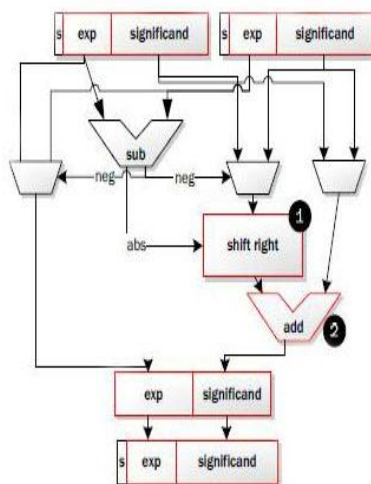 s exp significand s exp significand
sub
neg neg
1
abs shift right
add
2
exp significand
s exp significand